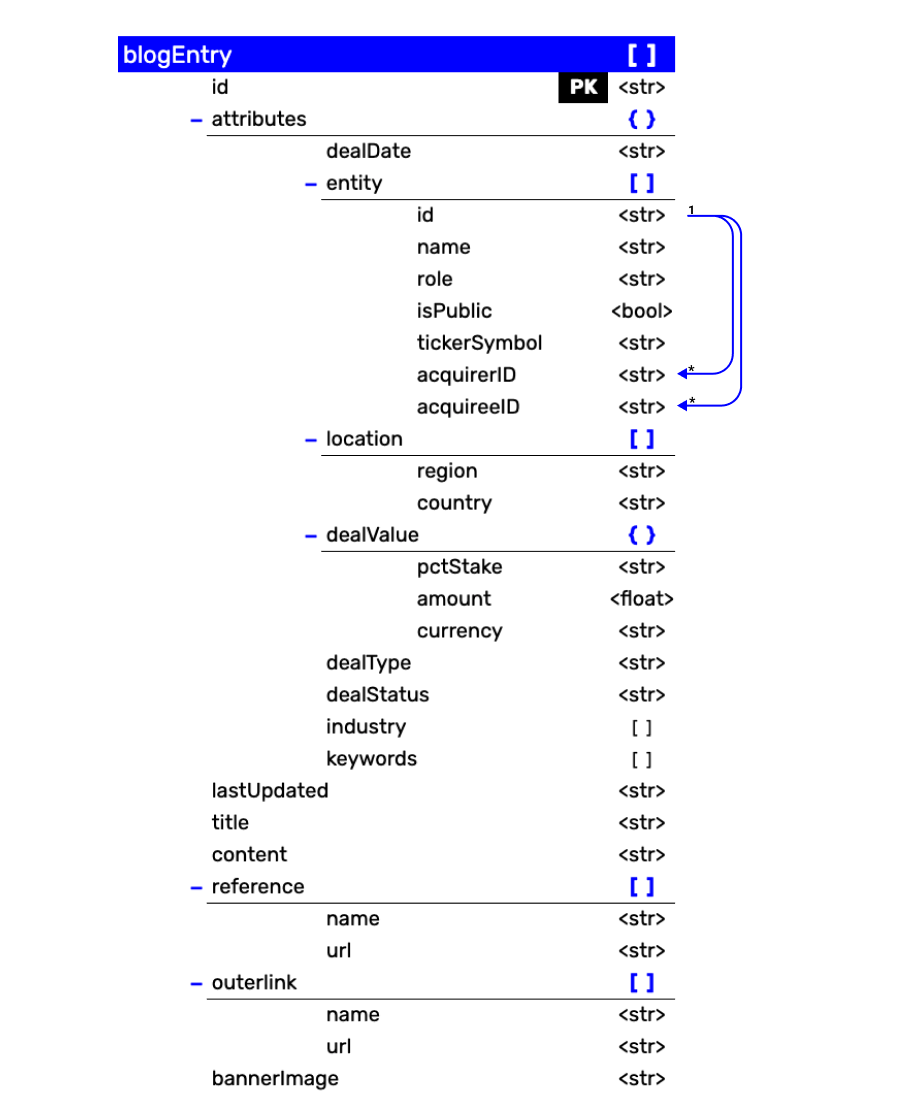 blogEntry [ ]
id PK <str>
– attributes { }
dealDate <str>
– entity [ ]
id <str> 1
name <str>
role <str>
isPublic <bool>
tickerSymbol <str>
acquirerID <str> *
acquireeID <str> *
– location [ ]
region <str>
country <str>
– dealValue { }
pctStake <str>
amount <float>
currency <str>
dealType <str>
dealStatus <str>
industry [ ]
keywords [ ]
lastUpdated <str>
title <str>
content <str>
– reference [ ]
name <str>
url <str>
– outerlink [ ]
name <str>
url <str>
bannerImage <str>